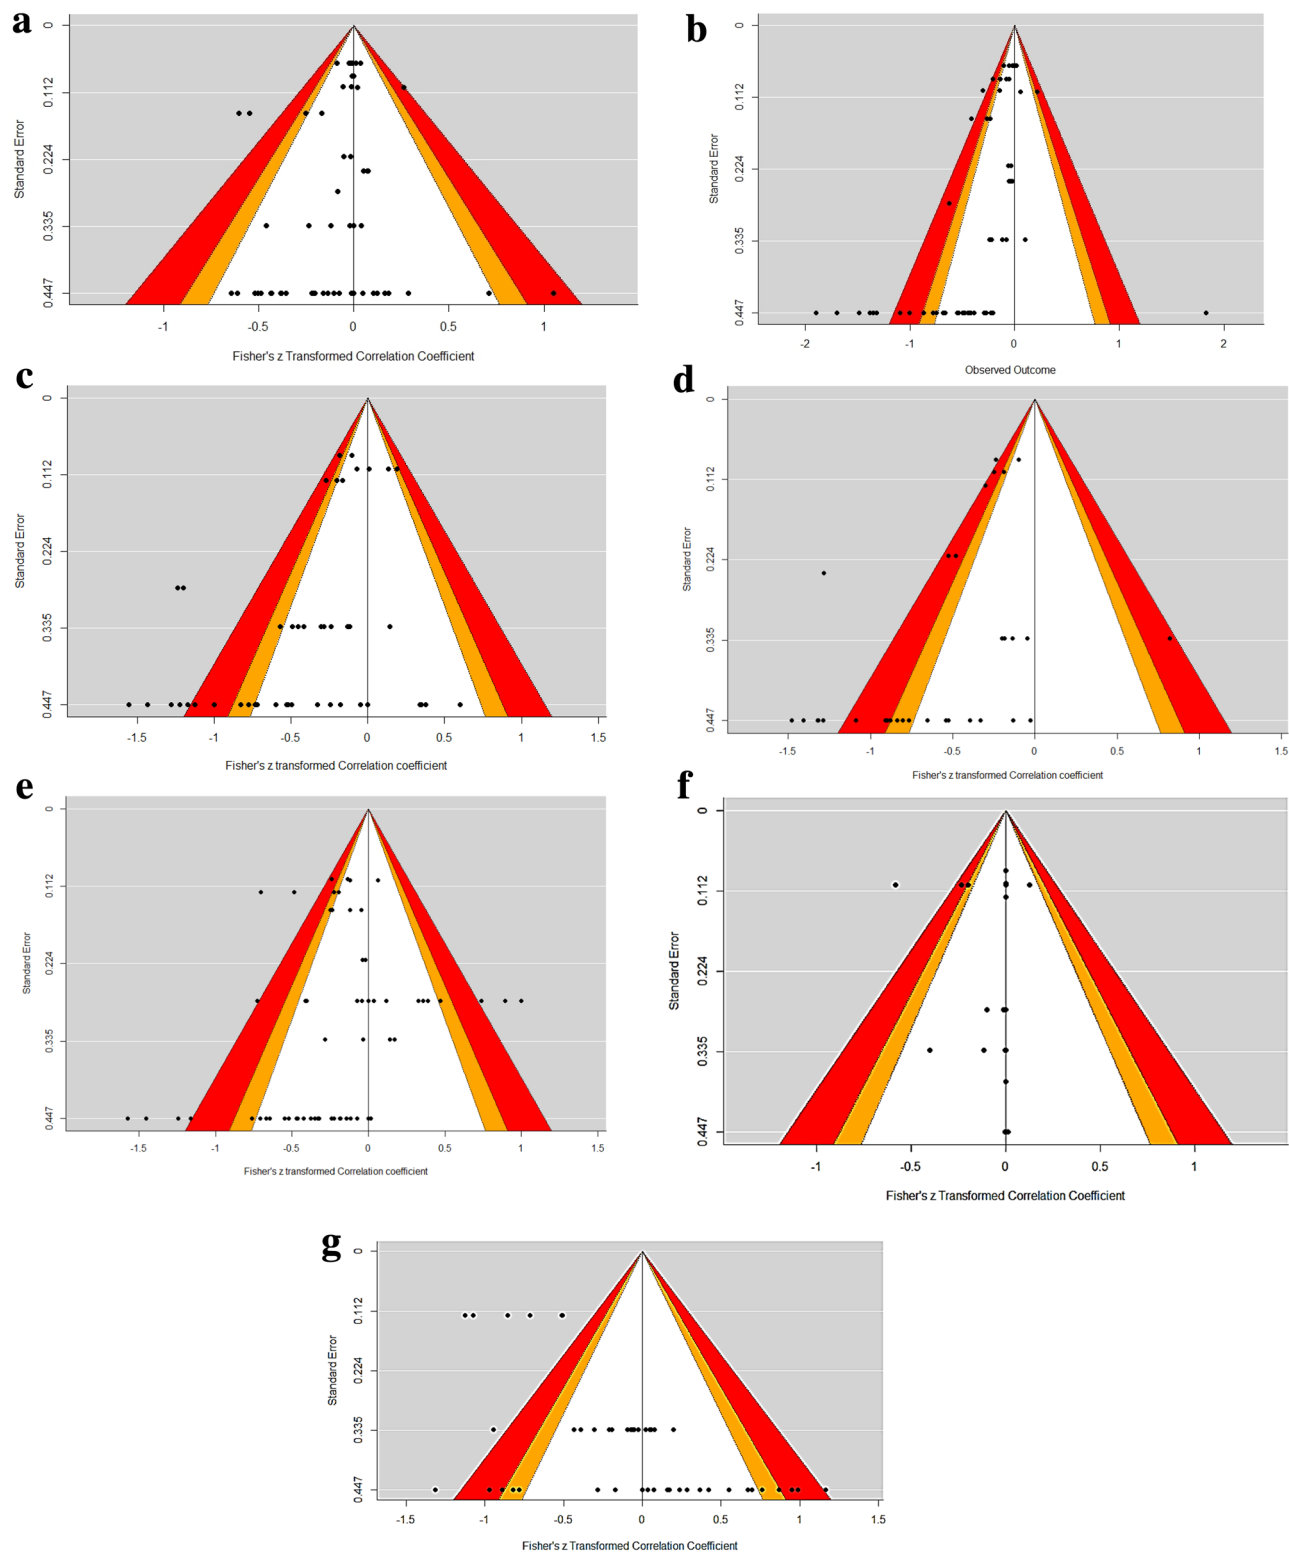 a
0
0.112
0.224
0.335
0.447
Standard Error
-1 -0.5 0 0.5 1
Fisher's z Transformed Correlation Coefficient
b
0
0.112
0.224
0.335
0.447
Standard Error
-2 -1 0 1 2
Observed Outcome
c
0
0.112
0.224
0.335
0.447
Standard Error
-1.5 -1 -0.5 0 0.5 1 1.5
Fisher's z transformed Correlation coefficient
d
0
0.112
0.224
0.335
0.447
Standard Error
-1.5 -1 -0.5 0 0.5 1 1.5
Fisher's z transformed Correlation coefficient
e
0
0.112
0.224
0.335
0.447
Standard Error
-1.5 -1 -0.5 0 0.5 1 1.5
Fisher's z transformed Correlation coefficient
f
0
0.112
0.224
0.335
0.447
Standard Error
-1 -0.5 0 0.5 1
Fisher's z Transformed Correlation Coefficient
g
0
0.112
0.224
0.335
0.447
Standard Error
-1.5 -1 -0.5 0 0.5 1 1.5
Fisher's z Transformed Correlation Coefficient